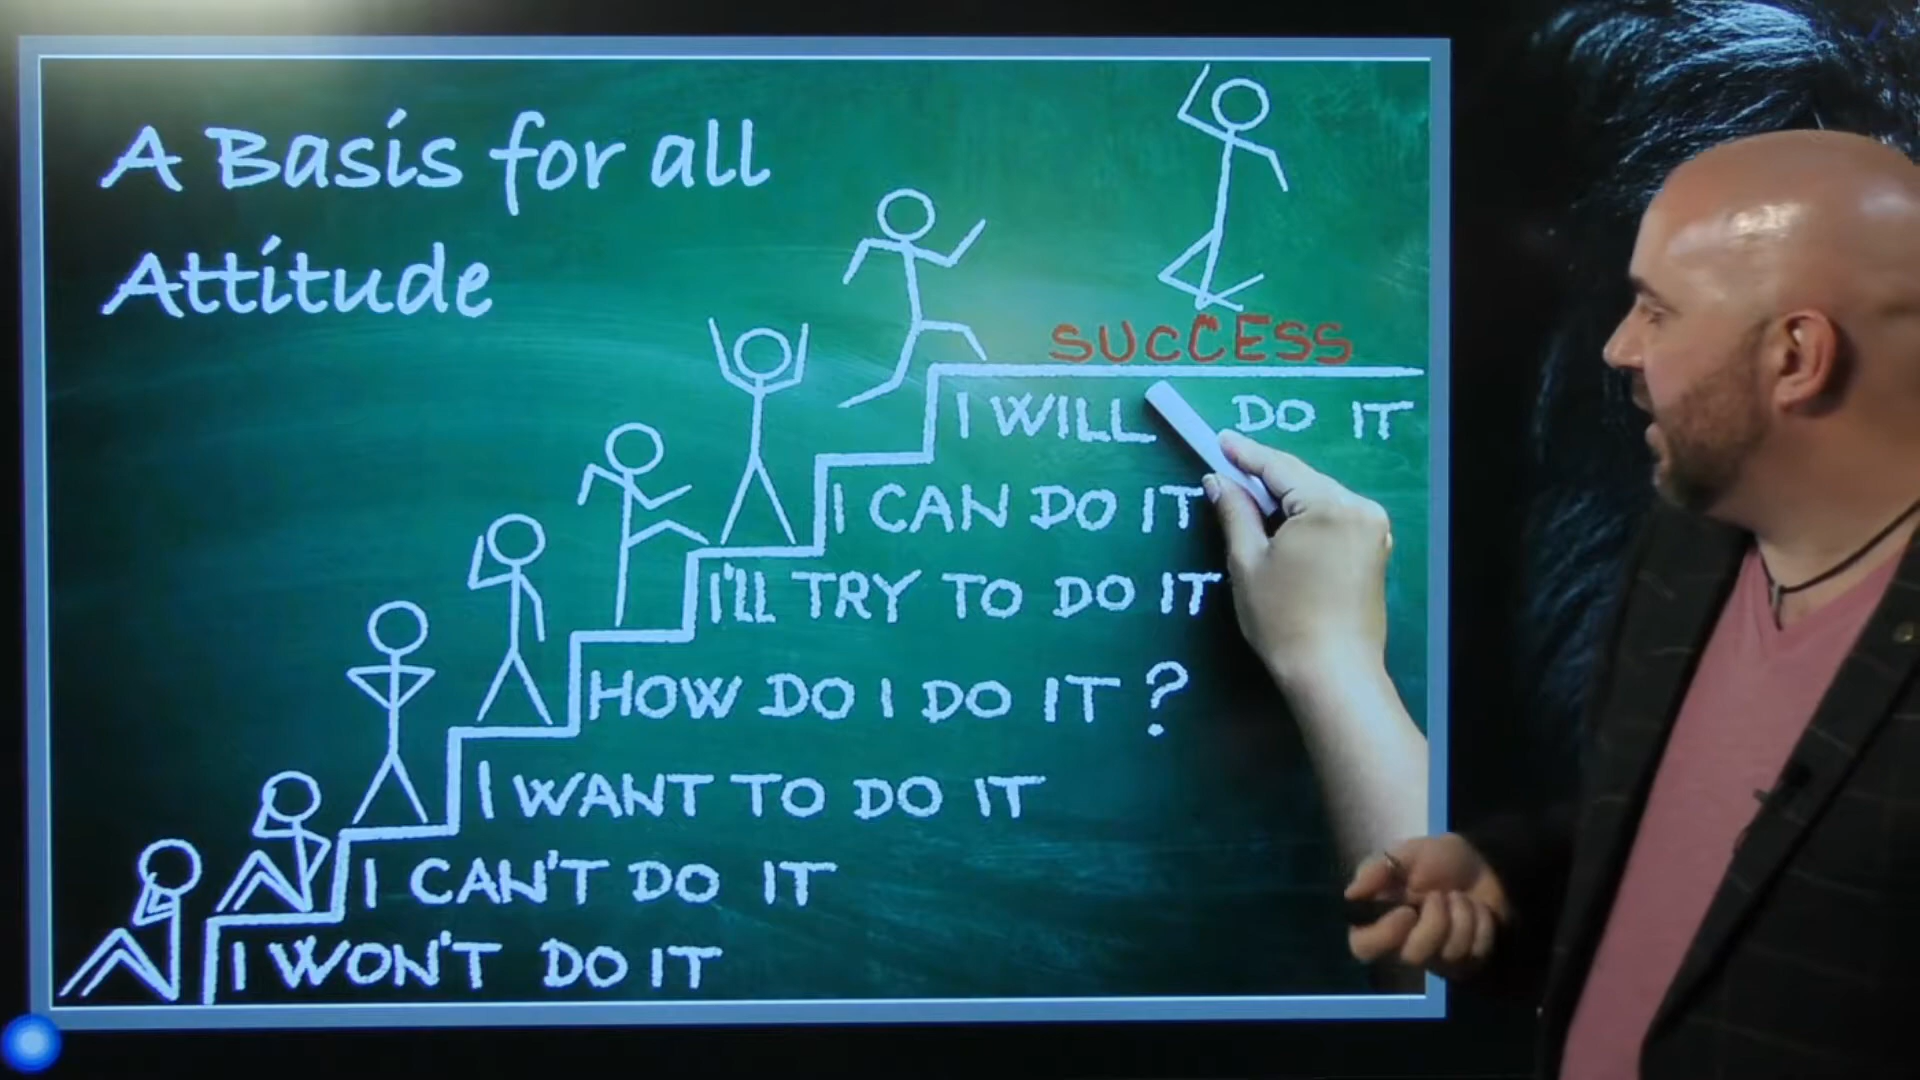 A Basis for all
Attitude
SUCCESS
I WILL DO IT
I CAN DO IT
I'LL TRY TO DO IT
HOW DO I DO IT ?
I WANT TO DO IT
I CAN'T DO IT
I WON'T DO IT